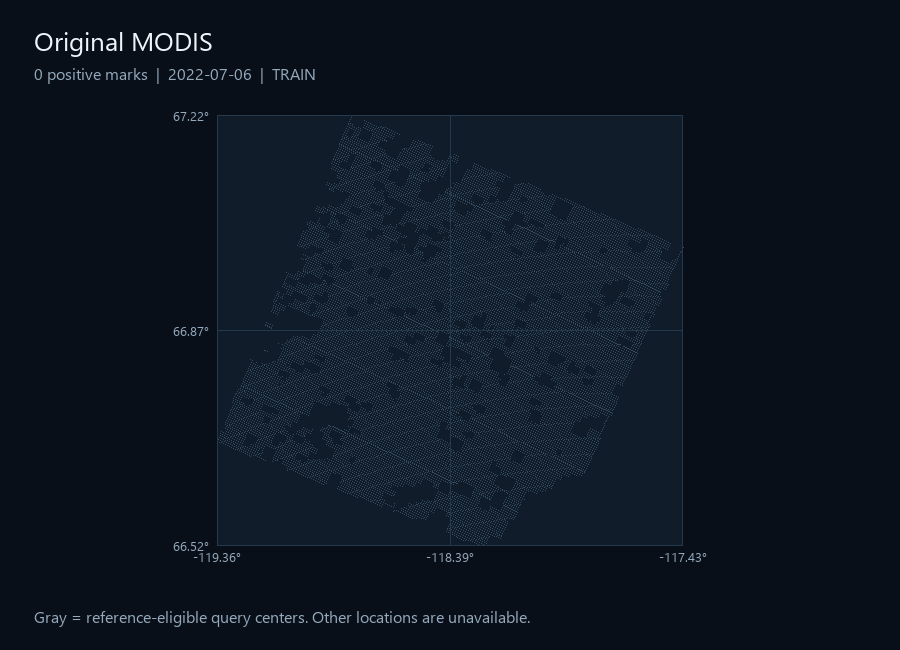 Original MODIS
0 positive marks | 2022-07-06 | TRAIN
67.22°
66.87°
66.52°
-119.36° -118.39° -117.43°
Gray = reference-eligible query centers. Other locations are unavailable.